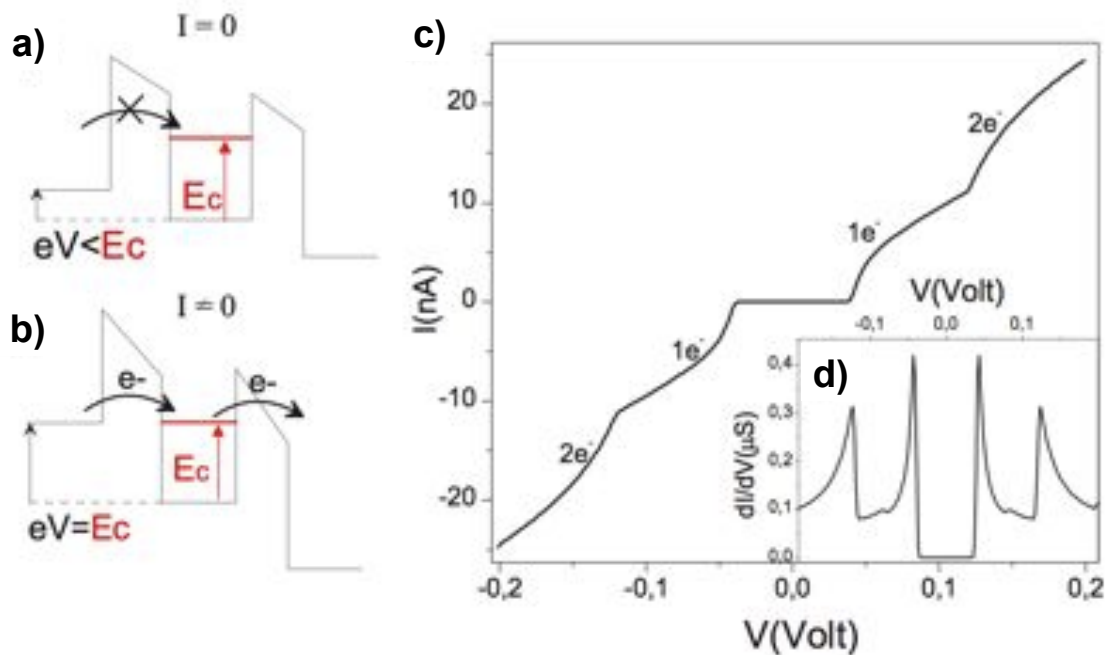 a)
I = 0
Ec
eV<Ec
b)
I ≠ 0
e-
e-
Ec
eV=Ec
c)
20
10
0
-10
-20
I(nA)
2e-
1e-
1e-
2e-
-0,2
-0,1
0,0
0,1
0,2
V(Volt)
d)
V(Volt)
-0,1
0,0
0,1
0,4
0,3
0,2
0,1
0,0
dI/dV(µS)